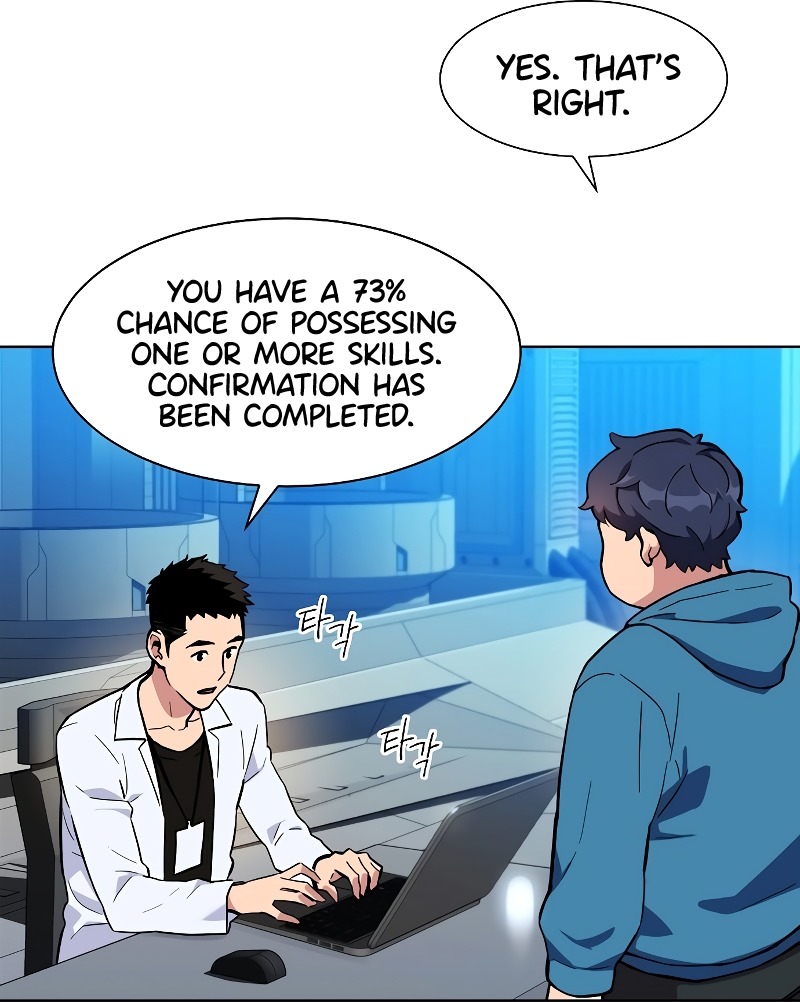 YES. THAT'S
RIGHT.
YOU HAVE A 73%
CHANCE OF POSSESSING
ONE OR MORE SKILLS.
CONFIRMATION HAS
BEEN COMPLETED.
타각
타각